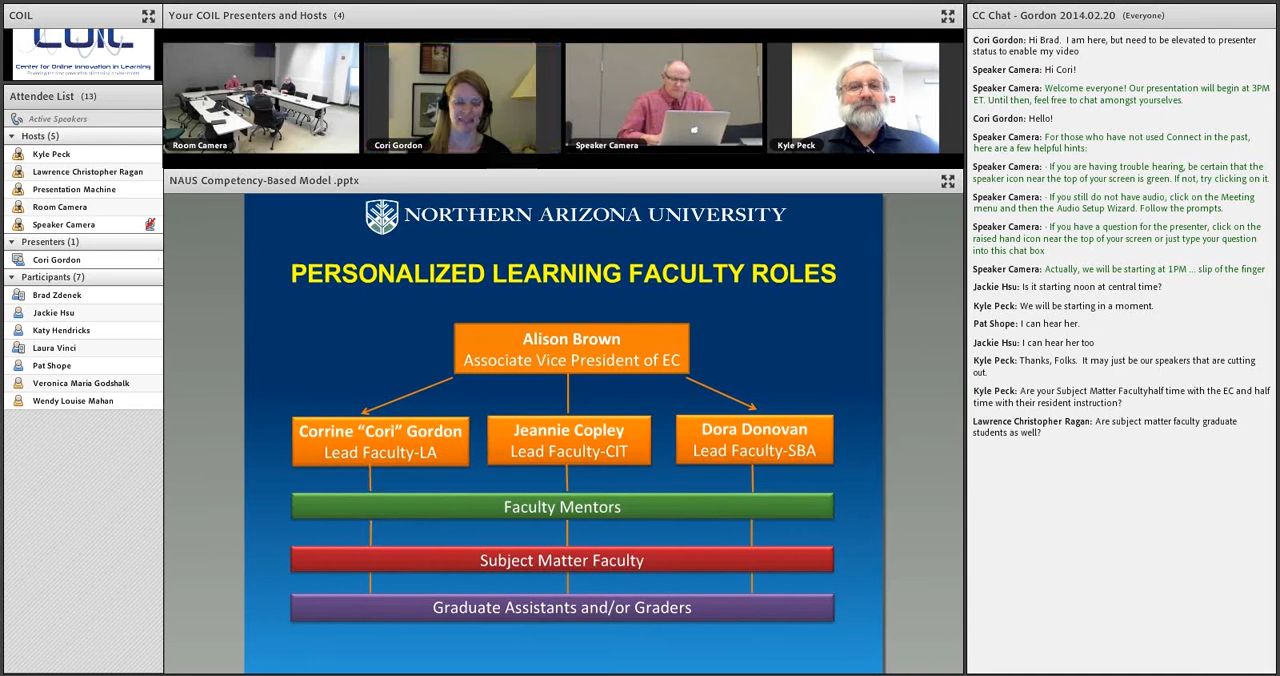 COIL
COIL
Center for Online Innovation in Learning
Attendee List (13)
Active Speakers
Hosts (5)
Kyle Peck
Lawrence Christopher Ragan
Presentation Machine
Room Camera
Speaker Camera
Presenters (1)
Cori Gordon
Participants (7)
Brad Zdenek
Jackie Hsu
Katy Hendricks
Laura Vinci
Pat Shope
Veronica Maria Godshalk
Wendy Louise Mahan
Your COIL Presenters and Hosts (4)
Room Camera
Cori Gordon
Speaker Camera
Kyle Peck
NAUS Competency-Based Model .pptx
NORTHERN ARIZONA UNIVERSITY
PERSONALIZED LEARNING FACULTY ROLES
Alison Brown
Associate Vice President of EC
Corrine “Cori” Gordon
Lead Faculty-LA
Jeannie Copley
Lead Faculty-CIT
Dora Donovan
Lead Faculty-SBA
Faculty Mentors
Subject Matter Faculty
Graduate Assistants and/or Graders
CC Chat - Gordon 2014.02.20 (Everyone)
Cori Gordon: Hi Brad. I am here, but need to be elevated to presenter
status to enable my video
Speaker Camera: Hi Cori!
Speaker Camera: Welcome everyone! Our presentation will begin at 3PM
ET. Until then, feel free to chat amongst yourselves.
Cori Gordon: Hello!
Speaker Camera: For those who have not used Connect in the past,
here are a few helpful hints:
Speaker Camera: · If you are having trouble hearing, be certain that the
speaker icon near the top of your screen is green. If not, try clicking on it.
Speaker Camera: · If you still do not have audio, click on the Meeting
menu and then the Audio Setup Wizard. Follow the prompts.
Speaker Camera: · If you have a question for the presenter, click on the
raised hand icon near the top of your screen or just type your question
into this chat box
Speaker Camera: Actually, we will be starting at 1PM ... slip of the finger
Jackie Hsu: Is it starting noon at central time?
Kyle Peck: We will be starting in a moment.
Pat Shope: I can hear her.
Jackie Hsu: I can hear her too
Kyle Peck: Thanks, Folks. It may just be our speakers that are cutting
out.
Kyle Peck: Are your Subject Matter Facultyhalf time with the EC and half
time with their resident instruction?
Lawrence Christopher Ragan: Are subject matter faculty graduate
students as well?